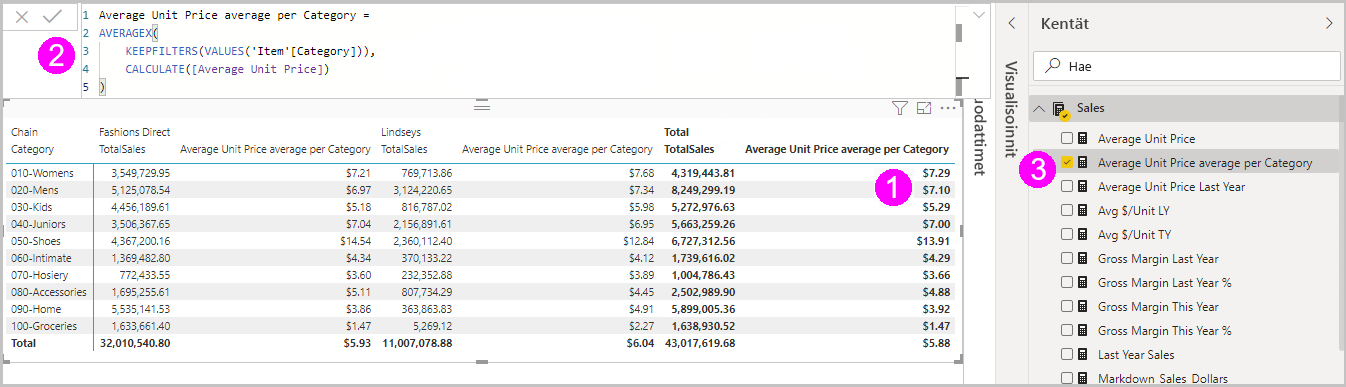 1 Average Unit Price average per Category =
2 AVERAGEX(
3 KEEPFILTERS(VALUES('Item'[Category])),
4 CALCULATE([Average Unit Price])
5 )
2
Chain Fashions Direct Lindseys Total
Category TotalSales Average Unit Price average per Category TotalSales Average Unit Price average per Category TotalSales Average Unit Price average per Category
010-Womens 3,549,729.95 $7.21 769,713.86 $7.68 4,319,443.81 $7.29
020-Mens 5,125,078.54 $6.97 3,124,220.65 $7.34 8,249,299.19 $7.10
030-Kids 4,456,189.61 $5.18 816,787.02 $5.98 5,272,976.63 $5.29
040-Juniors 3,506,367.65 $7.04 2,156,891.61 $6.95 5,663,259.26 $7.00
050-Shoes 4,367,200.16 $14.54 2,360,112.40 $12.84 6,727,312.56 $13.91
060-Intimate 1,369,482.80 $4.34 370,133.22 $4.12 1,739,616.02 $4.29
070-Hosiery 772,433.55 $3.60 232,352.88 $3.89 1,004,786.43 $3.66
080-Accessories 1,695,255.61 $5.11 807,734.29 $4.45 2,502,989.90 $4.88
090-Home 5,535,141.53 $3.86 363,863.83 $4.91 5,899,005.36 $3.92
100-Groceries 1,633,661.40 $1.47 5,269.12 $2.27 1,638,930.52 $1.47
Total 32,010,540.80 $5.93 11,007,078.88 $6.04 43,017,619.68 $5.88
1
uodattimet
Visualisoinnit
Kentät
Hae
Sales
Average Unit Price
Average Unit Price average per Category
3
Average Unit Price Last Year
Avg $/Unit LY
Avg $/Unit TY
Gross Margin Last Year
Gross Margin Last Year %
Gross Margin This Year
Gross Margin This Year %
Last Year Sales
Markdown_Sales_Dollars